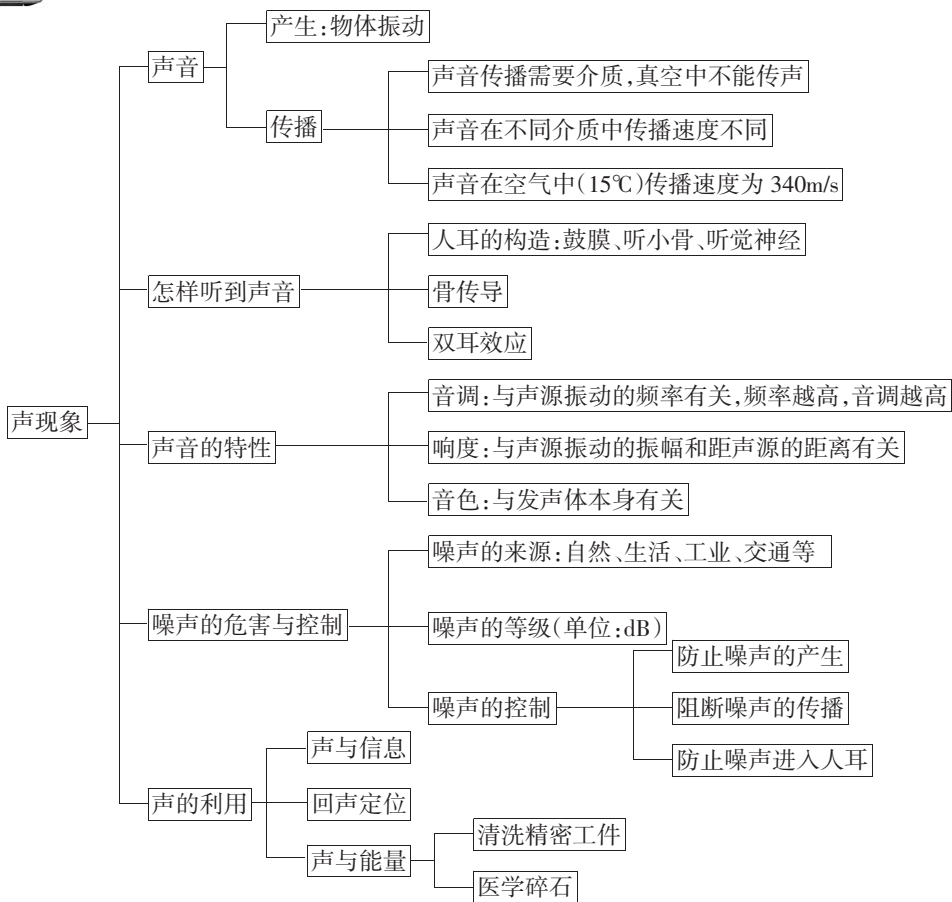 产生:物体振动
声音
声音传播需要介质,真空中不能传声
传播
声音在不同介质中传播速度不同
声音在空气中(15℃)传播速度为 340m/s
人耳的构造:鼓膜、听小骨、听觉神经
怎样听到声音
骨传导
双耳效应
音调:与声源振动的频率有关,频率越高,音调越高
声现象
声音的特性
响度:与声源振动的振幅和距声源的距离有关
音色:与发声体本身有关
噪声的来源:自然、生活、工业、交通等
噪声的危害与控制
噪声的等级(单位:dB)
防止噪声的产生
噪声的控制
阻断噪声的传播
防止噪声进入人耳
声与信息
声的利用
回声定位
清洗精密工件
声与能量
医学碎石